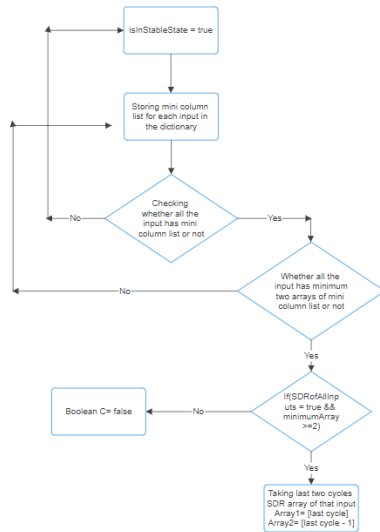 isInStableState = true
Storing mini column
list for each input in
the dictionary
Checking
whether all the
input has mini
column list or not
No
Yes
Whether all the
input has minimum
two arrays of mini
column list or not
No
Yes
If(SDRofAllInp
uts = true &&
minimumArray
>=2)
No
Boolean C= false
Yes
Taking last two cycles
SDR array of that input
Array1= [last cycle]
Array2= [last cycle - 1]